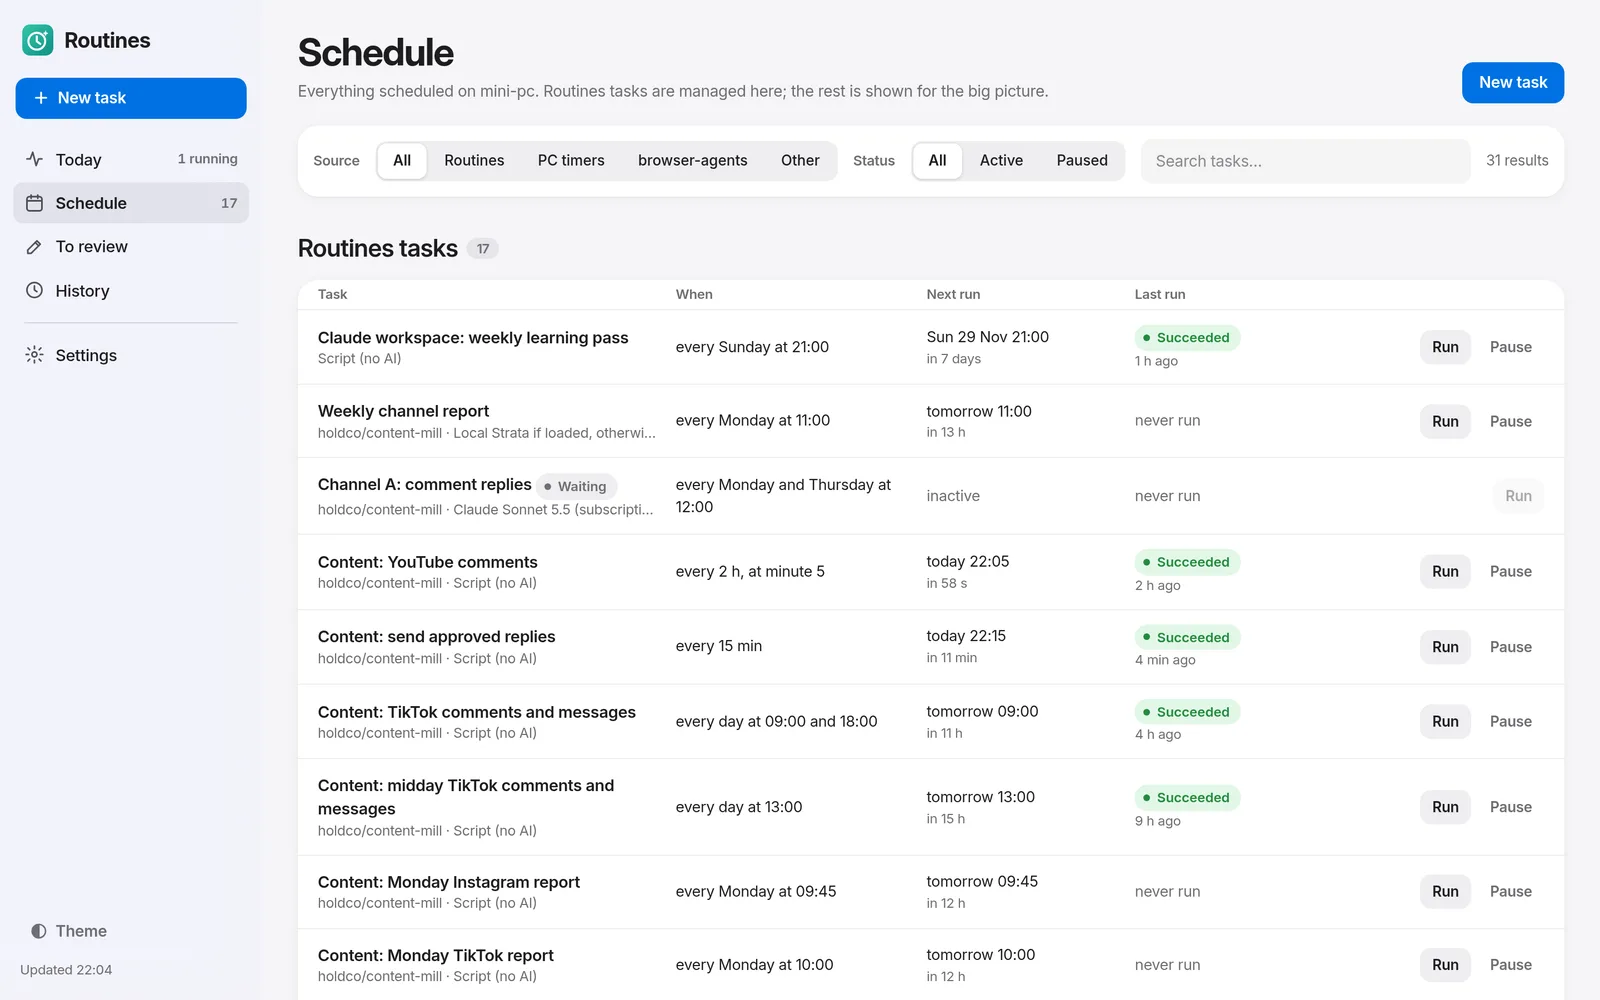 Routines
+ New task
Today 1 running
Schedule 17
To review
History
Settings
Theme
Updated 22:04
Schedule
Everything scheduled on mini-pc. Routines tasks are managed here; the rest is shown for the big picture.
New task
Source All Routines PC timers browser-agents Other Status All Active Paused Search tasks... 31 results
Routines tasks 17
Task When Next run Last run
Claude workspace: weekly learning pass
Script (no AI)
every Sunday at 21:00
Sun 29 Nov 21:00
in 7 days
Succeeded
1 h ago
Run Pause
Weekly channel report
holdco/content-mill · Local Strata if loaded, otherwi...
every Monday at 11:00
tomorrow 11:00
in 13 h
never run
Run Pause
Channel A: comment replies Waiting
holdco/content-mill · Claude Sonnet 5.5 (subscripti...
every Monday and Thursday at
12:00
inactive
never run
Run
Content: YouTube comments
holdco/content-mill · Script (no AI)
every 2 h, at minute 5
today 22:05
in 58 s
Succeeded
2 h ago
Run Pause
Content: send approved replies
holdco/content-mill · Script (no AI)
every 15 min
today 22:15
in 11 min
Succeeded
4 min ago
Run Pause
Content: TikTok comments and messages
holdco/content-mill · Script (no AI)
every day at 09:00 and 18:00
tomorrow 09:00
in 11 h
Succeeded
4 h ago
Run Pause
Content: midday TikTok comments and
messages
holdco/content-mill · Script (no AI)
every day at 13:00
tomorrow 13:00
in 15 h
Succeeded
9 h ago
Run Pause
Content: Monday Instagram report
holdco/content-mill · Script (no AI)
every Monday at 09:45
tomorrow 09:45
in 12 h
never run
Run Pause
Content: Monday TikTok report
holdco/content-mill · Script (no AI)
every Monday at 10:00
tomorrow 10:00
in 12 h
never run
Run Pause